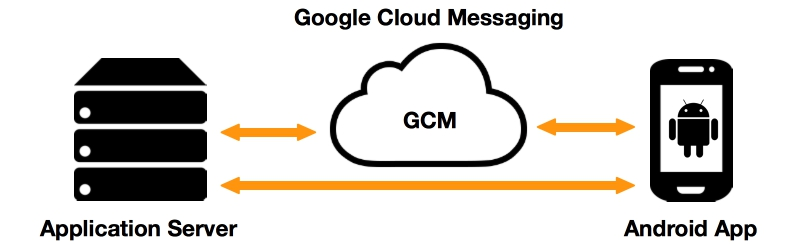 Google Cloud Messaging
GCM
Application Server
Android App